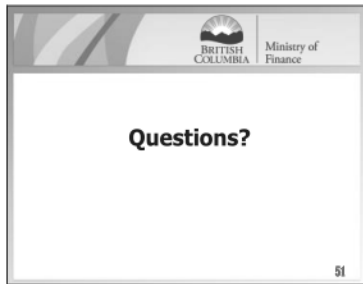 BRITISH
COLUMBIA
Ministry of
Finance
Questions?
51